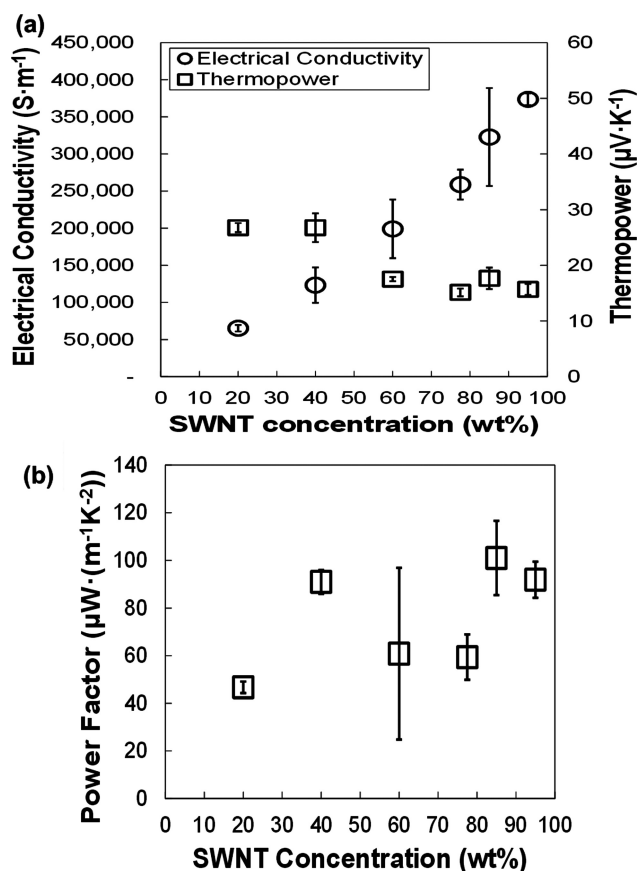 (a)
450,000
400,000
350,000
300,000
250,000
200,000
150,000
100,000
50,000
-
Electrical Conductivity (S·m-1)
Electrical Conductivity
Thermopower
60
50
40
30
20
10
0
Thermopower (µV·K-1)
0 10 20 30 40 50 60 70 80 90 100
SWNT concentration (wt%)
(b)
140
120
100
80
60
40
20
0
Power Factor (µW·(m-1K-2))
0 10 20 30 40 50 60 70 80 90 100
SWNT Concentration (wt%)